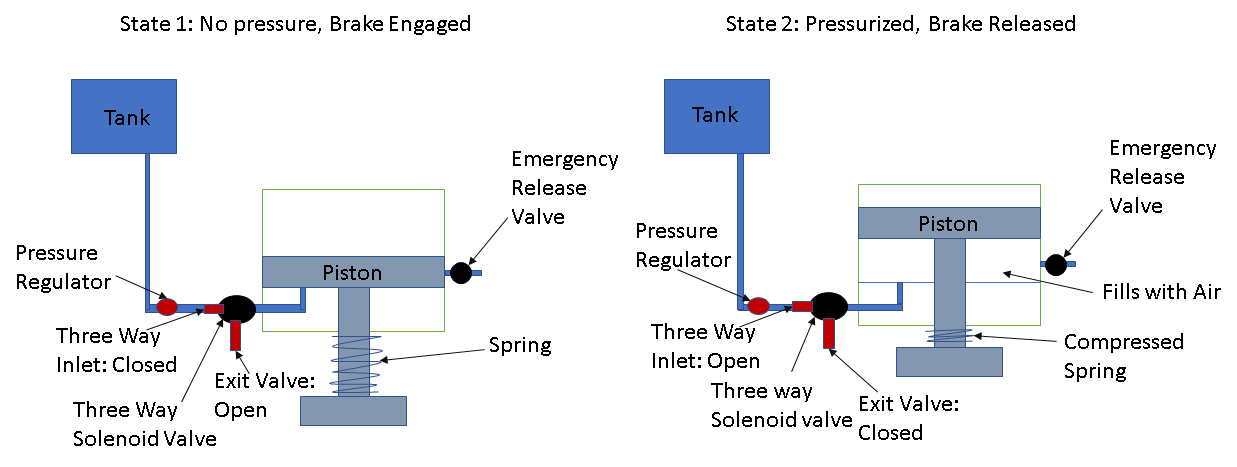 State 1: No pressure, Brake Engaged
Tank
Emergency
Release
Valve
Pressure
Regulator
Piston
Three Way
Inlet: Closed
Spring
Exit Valve:
Open
Three Way
Solenoid Valve
State 2: Pressurized, Brake Released
Tank
Emergency
Release
Valve
Pressure
Regulator
Piston
Fills with Air
Three Way
Inlet: Open
Compressed
Spring
Three way
Solenoid valve
Exit Valve:
Closed